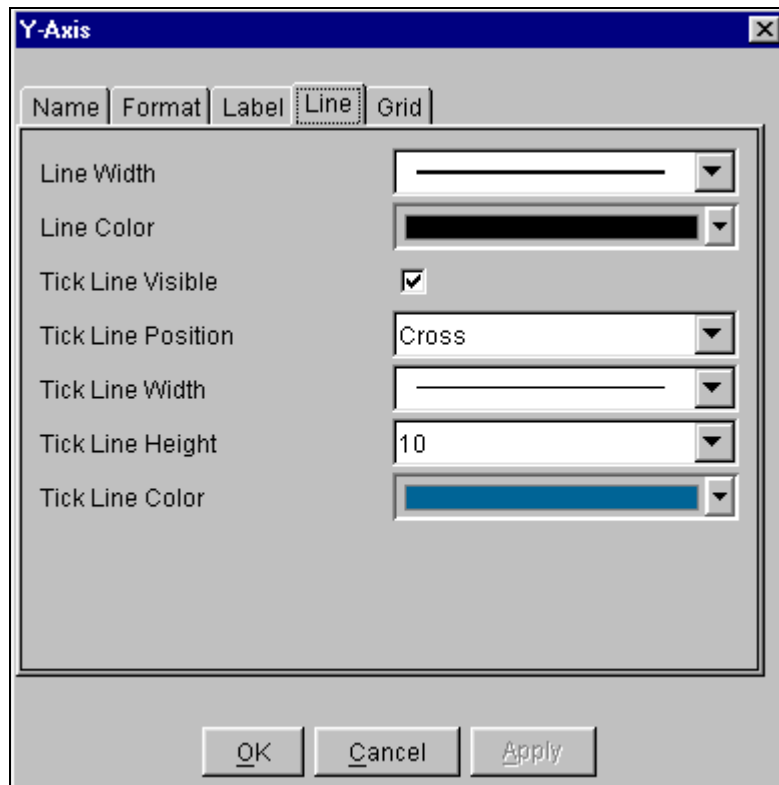 Y-Axis
Name Format Label Line Grid
Line Width
Line Color
Tick Line Visible
Tick Line Position Cross
Tick Line Width
Tick Line Height 10
Tick Line Color
OK Cancel Apply